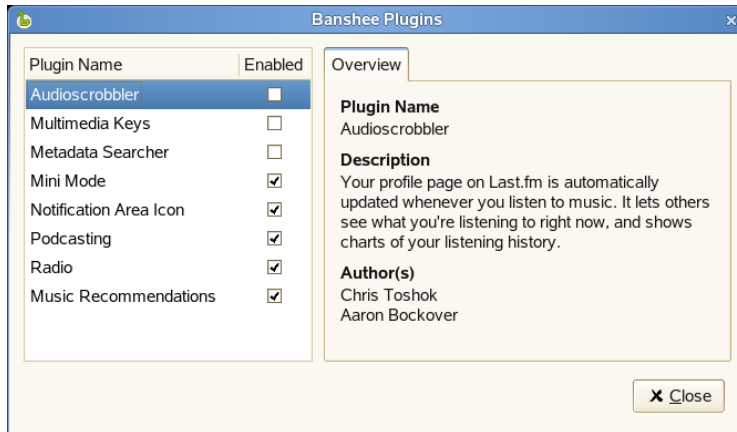 Banshee Plugins
Plugin Name Enabled
Audioscrobbler
Multimedia Keys
Metadata Searcher
Mini Mode
Notification Area Icon
Podcasting
Radio
Music Recommendations
Overview
Plugin Name
Audioscrobbler
Description
Your profile page on Last.fm is automatically
updated whenever you listen to music. It lets others
see what you're listening to right now, and shows
charts of your listening history.
Author(s)
Chris Toshok
Aaron Bockover
Close